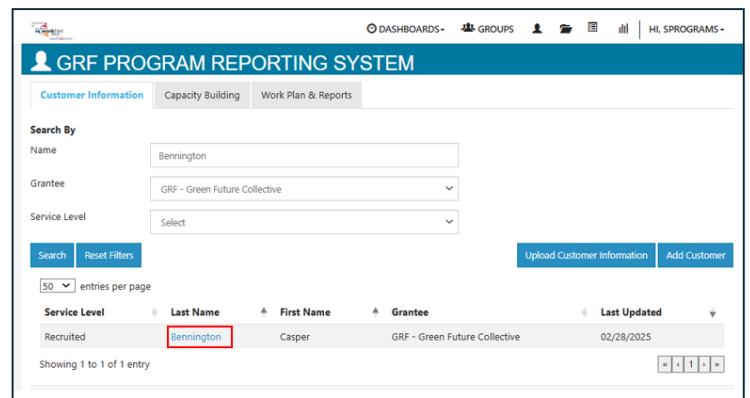 DASHBOARDS GROUPS HI, SPROGRAMS
GRF PROGRAM REPORTING SYSTEM
Customer Information Capacity Building Work Plan & Reports
Search By
Name Bennington
Grantee GRF - Green Future Collective
Service Level Select
Search Reset Filters Upload Customer Information Add Customer
50 entries per page
Service Level Last Name First Name Grantee Last Updated
Recruited Bennington Casper GRF - Green Future Collective 02/28/2025
Showing 1 to 1 of 1 entry « ‹ 1 › »